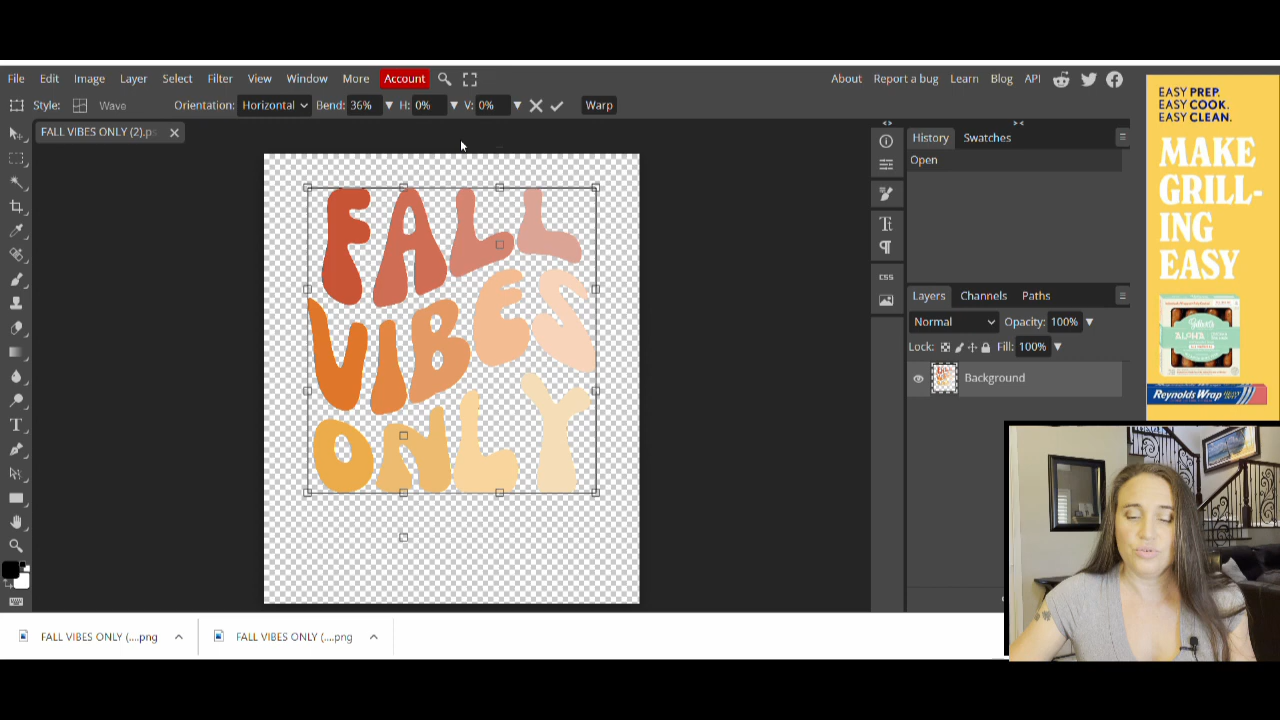 File Edit Image Layer Select Filter View Window More Account About Report a bug Learn Blog API
Style: Wave Orientation: Horizontal Bend: 36% H: 0% V: 0% Warp
FALL VIBES ONLY (2).ps
FALL
VIBES
ONLY
History Swatches
Open
css
Layers Channels Paths
Normal Opacity: 100%
Lock: Fill: 100%
Background
EASY PREP.
EASY COOK.
EASY CLEAN.
MAKE
GRILL-
ING
EASY
ALPHA
Reynolds Wrap
FALL VIBES ONLY (....png FALL VIBES ONLY (....png